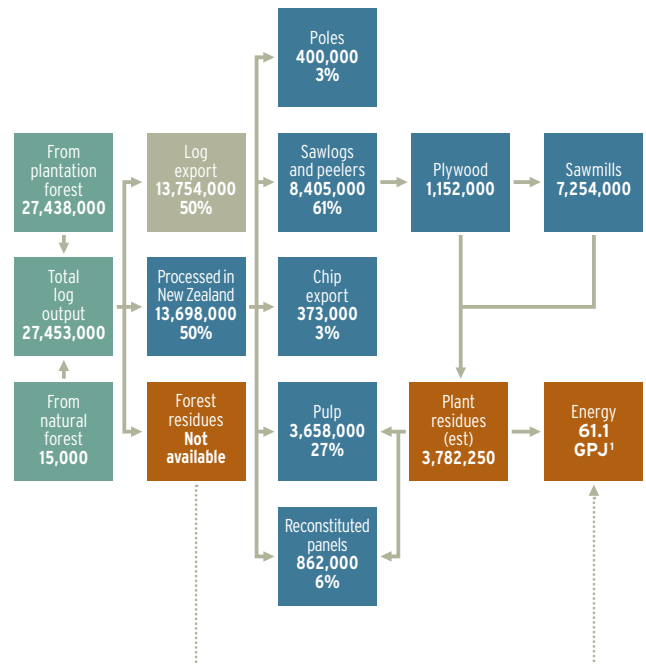 Poles
400,000
3%
From
plantation
forest
27,438,000
Log
export
13,754,000
50%
Sawlogs
and peelers
8,405,000
61%
Plywood
1,152,000
Sawmills
7,254,000
Total
log
output
27,453,000
Processed in
New Zealand
13,698,000
50%
Chip
export
373,000
3%
From
natural
forest
15,000
Forest
residues
Not
available
Pulp
3,658,000
27%
Plant
residues
(est)
3,782,250
Energy
61.1
GPJ¹
Reconstituted
panels
862,000
6%